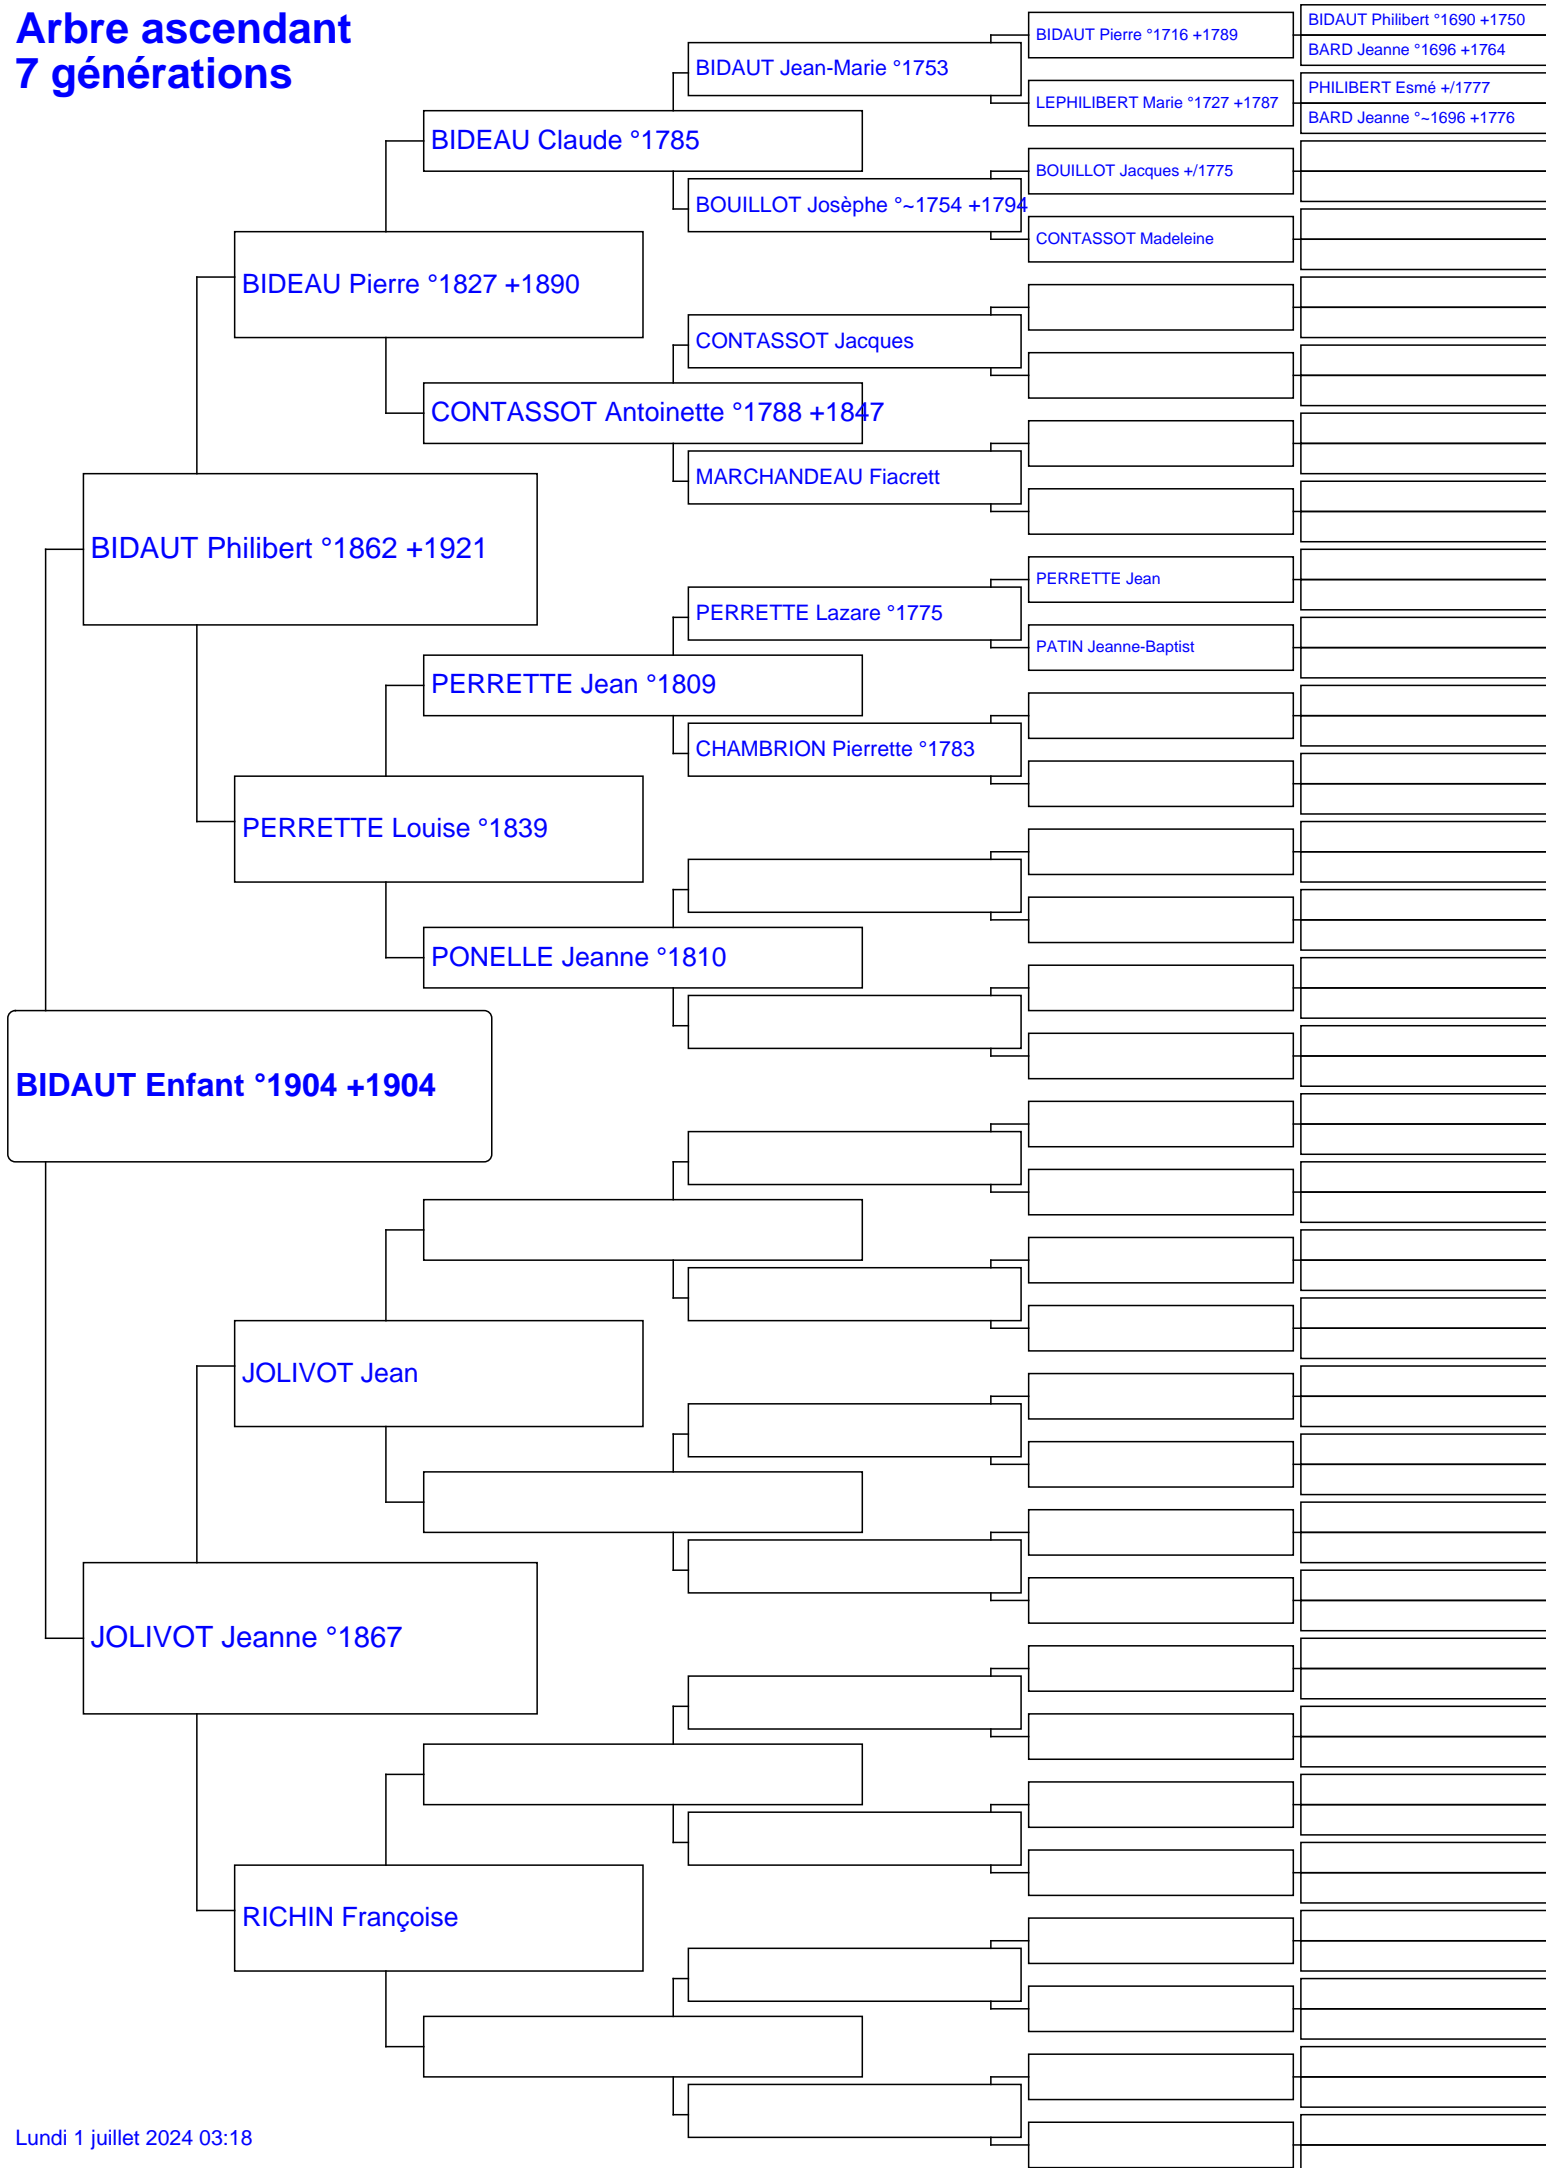 Arbre ascendant
7 générations
BIDAUT Philibert °1690 +1750
BIDAUT Pierre °1716 +1789
BARD Jeanne °1696 +1764
BIDAUT Jean-Marie °1753
PHILIBERT Esmé +/1777
LEPHILIBERT Marie °1727 +1787
BARD Jeanne °~1696 +1776
BIDEAU Claude °1785
BOUILLOT Jacques +/1775
BOUILLOT Josèphe °~1754 +1794
CONTASSOT Madeleine
BIDEAU Pierre °1827 +1890
CONTASSOT Jacques
CONTASSOT Antoinette °1788 +1847
MARCHANDEAU Fiacrett
BIDAUT Philibert °1862 +1921
PERRETTE Jean
PERRETTE Lazare °1775
PATIN Jeanne-Baptist
PERRETTE Jean °1809
CHAMBRION Pierrette °1783
PERRETTE Louise °1839
PONELLE Jeanne °1810
BIDAUT Enfant °1904 +1904
JOLIVOT Jean
JOLIVOT Jeanne °1867
RICHIN Françoise
Lundi 1 juillet 2024 03:18